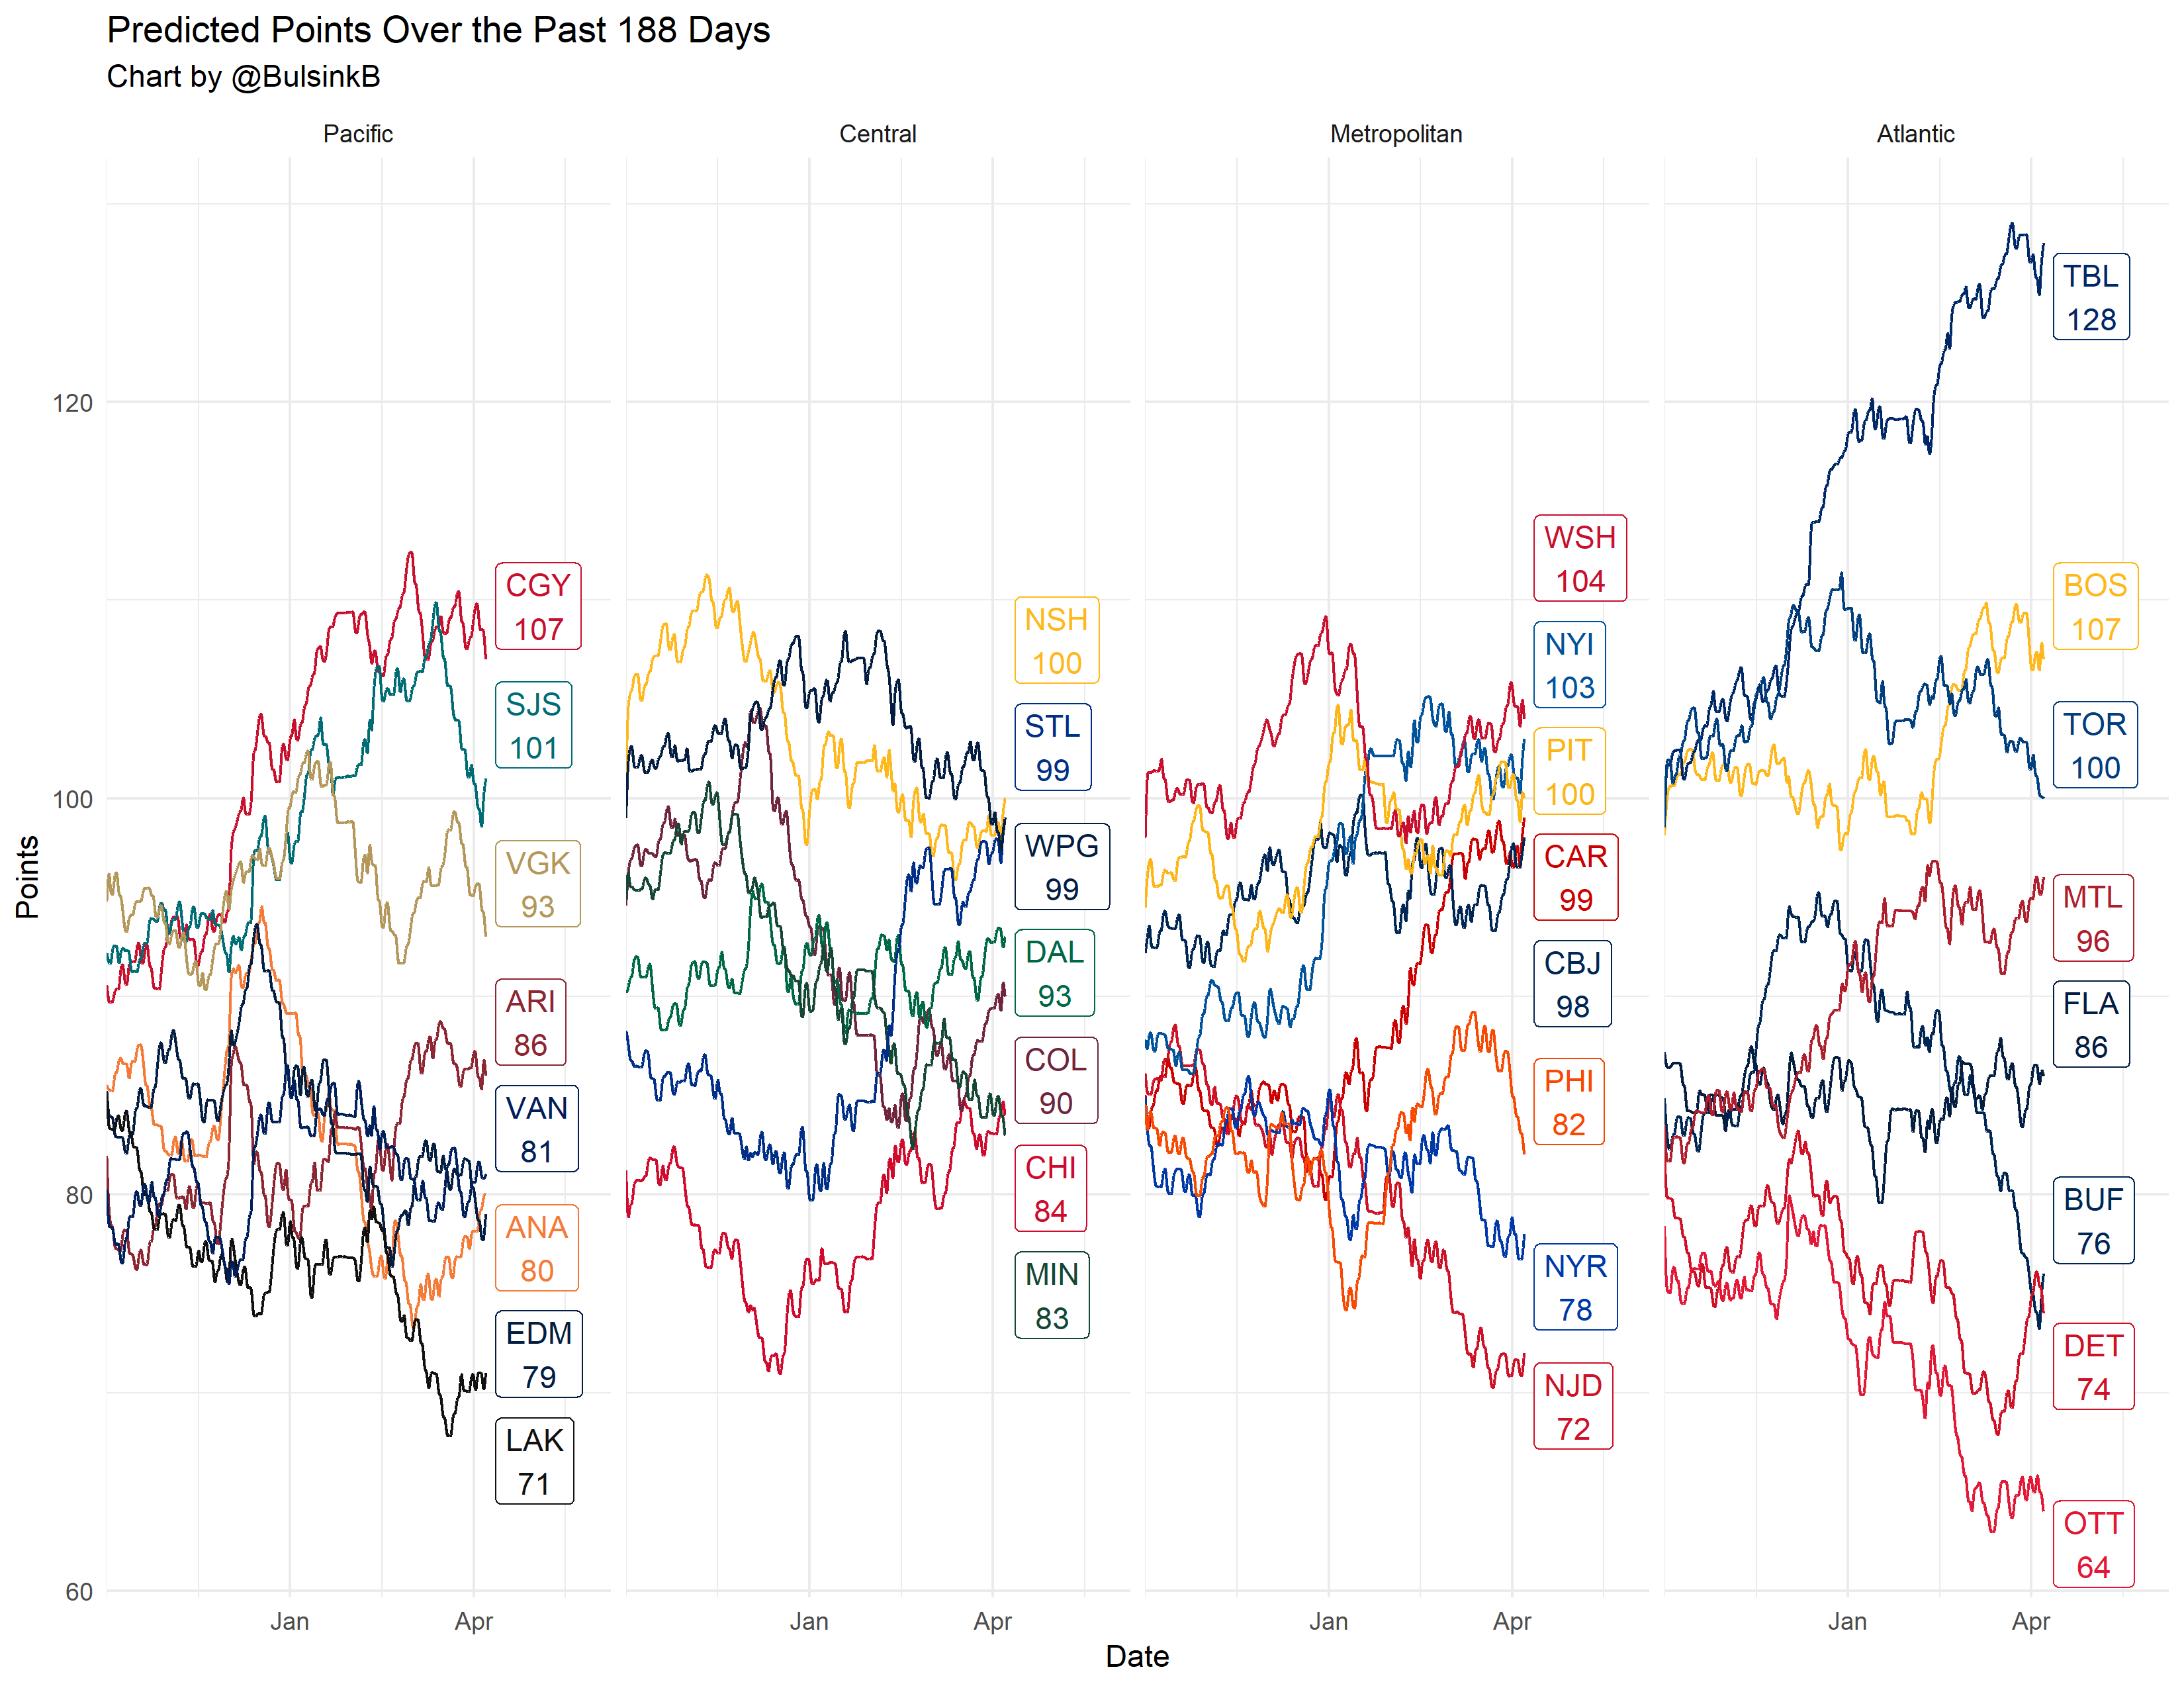 Predicted Points Over the Past 188 Days
Chart by @BulsinkB
Pacific
Central
Metropolitan
Atlantic
Points
120
100
80
60
CGY
107
SJS
101
VGK
93
ARI
86
VAN
81
ANA
80
EDM
79
LAK
71
NSH
100
STL
99
WPG
99
DAL
93
COL
90
CHI
84
MIN
83
WSH
104
NYI
103
PIT
100
CAR
99
CBJ
98
PHI
82
NYR
78
NJD
72
TBL
128
BOS
107
TOR
100
MTL
96
FLA
86
BUF
76
DET
74
OTT
64
Jan
Apr
Jan
Apr
Jan
Apr
Jan
Apr
Date